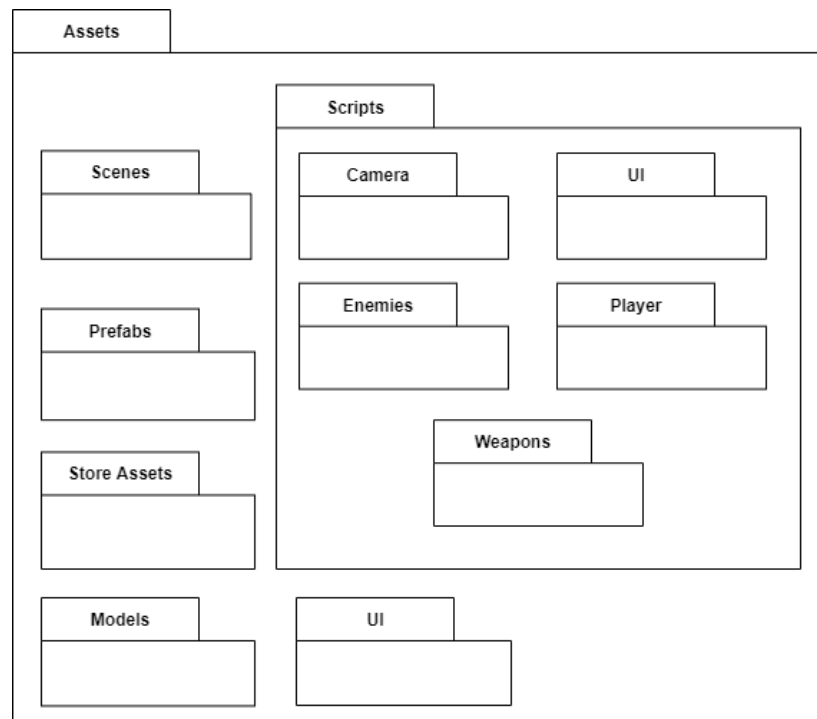 Assets
Scripts
Scenes
Camera
UI
Enemies
Player
Prefabs
Weapons
Store Assets
Models
UI